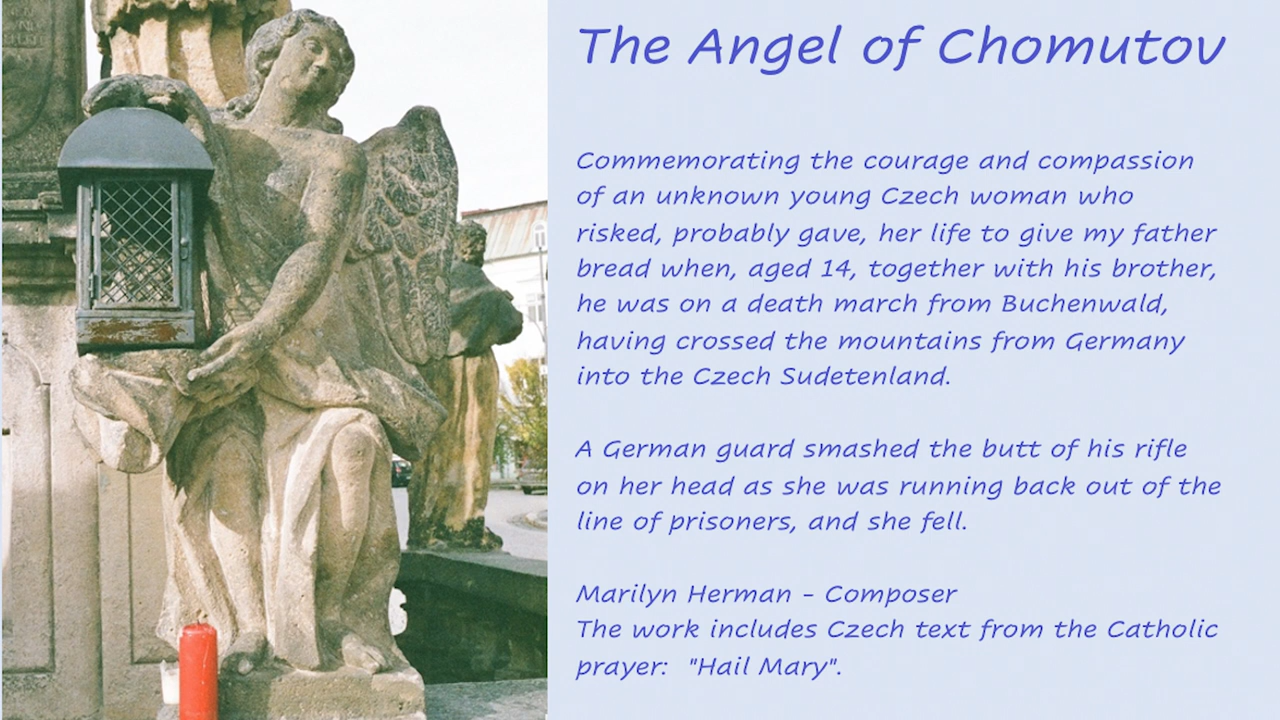 The Angel of Chomutov
Commemorating the courage and compassion
of an unknown young Czech woman who
risked, probably gave, her life to give my father
bread when, aged 14, together with his brother,
he was on a death march from Buchenwald,
having crossed the mountains from Germany
into the Czech Sudetenland.
A German guard smashed the butt of his rifle
on her head as she was running back out of the
line of prisoners, and she fell.
Marilyn Herman - Composer
The work includes Czech text from the Catholic
prayer:  "Hail Mary".